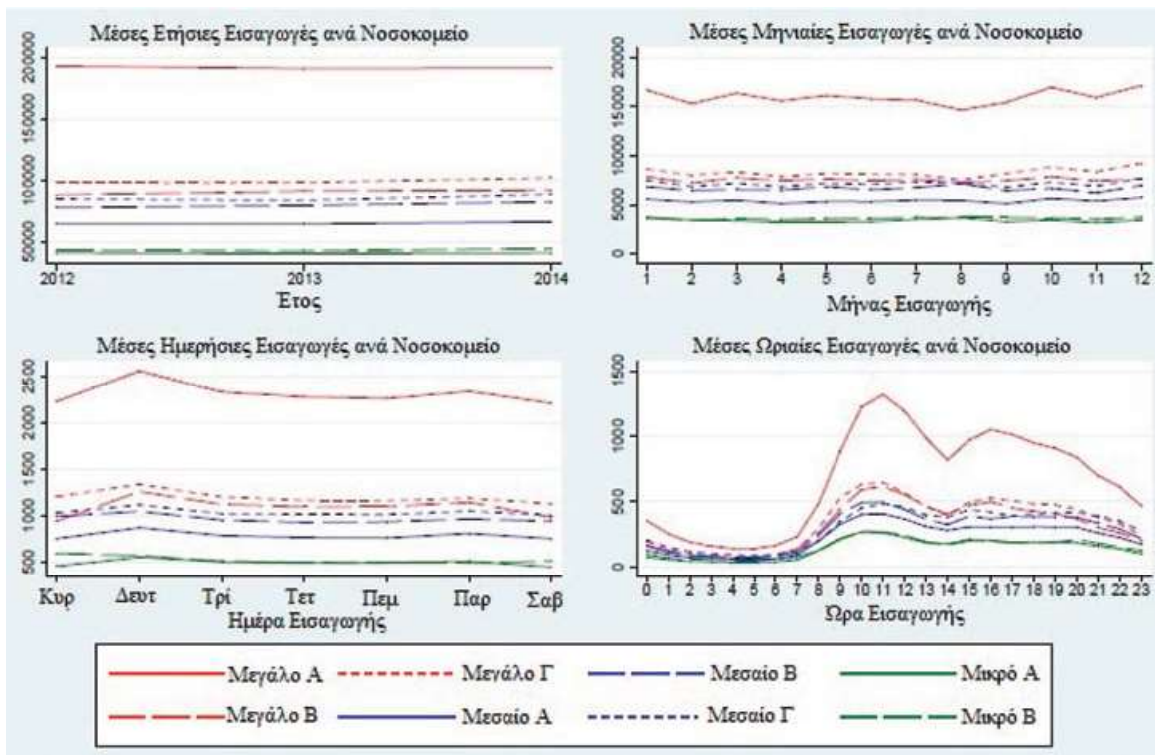 Μέσες Ετήσιες Εισαγωγές ανά Νοσοκομείο
200000
150000
100000
50000
2012 2013 2014
Έτος
Μέσες Μηνιαίες Εισαγωγές ανά Νοσοκομείο
20000
15000
10000
5000
0
1 2 3 4 5 6 7 8 9 10 11 12
Μήνας Εισαγωγής
Μέσες Ημερήσιες Εισαγωγές ανά Νοσοκομείο
2500
2000
1500
1000
500
Κυρ Δευτ Τρί Τετ Πεμ Παρ Σαβ
Ημέρα Εισαγωγής
Μέσες Ωριαίες Εισαγωγές ανά Νοσοκομείο
1500
1000
500
0
0 1 2 3 4 5 6 7 8 9 10 11 12 13 14 15 16 17 18 19 20 21 22 23
Ώρα Εισαγωγής
Μεγάλο Α Μεγάλο Γ Μεσαίο Β Μικρό Α
Μεγάλο Β Μεσαίο Α Μεσαίο Γ Μικρό Β